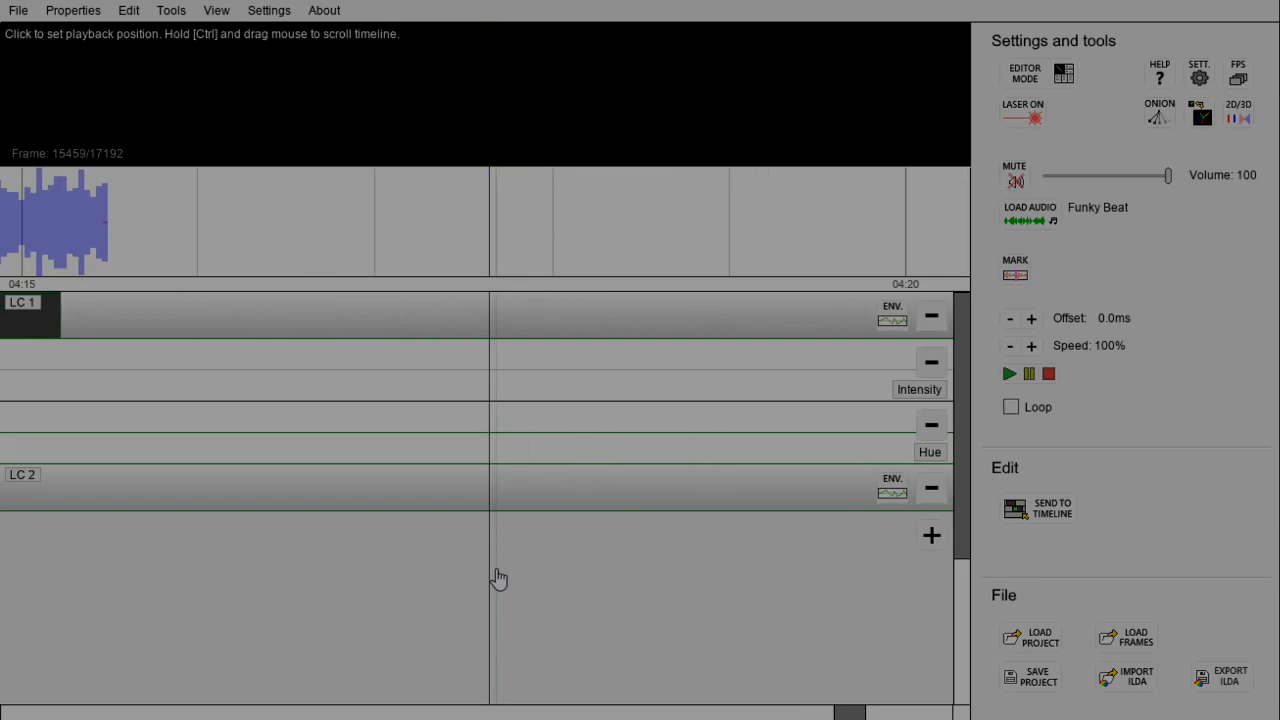 File Properties Edit Tools View Settings About
Click to set playback position. Hold [Ctrl] and drag mouse to scroll timeline.
Frame: 15459/17192
04:15 04:20
LC 1
ENV.
Intensity
Hue
LC 2
ENV.
Settings and tools
EDITOR MODE
HELP
SETT.
FPS
LASER ON
ONION
2D/3D
MUTE
Volume: 100
LOAD AUDIO
Funky Beat
MARK
- + Offset: 0.0ms
- + Speed: 100%
Loop
Edit
SEND TO TIMELINE
File
LOAD PROJECT
LOAD FRAMES
SAVE PROJECT
IMPORT ILDA
EXPORT ILDA